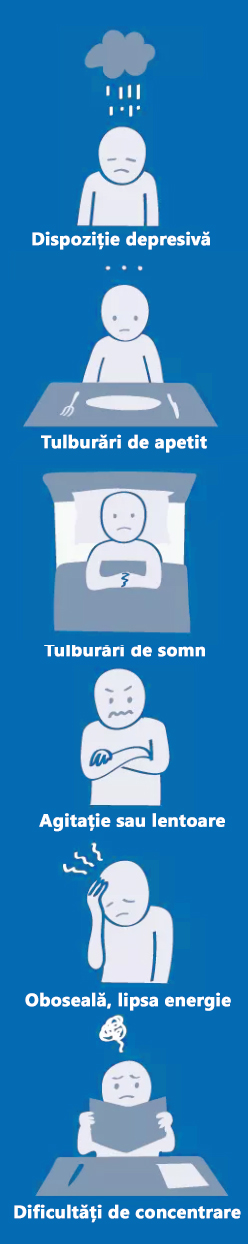 Dispoziție depresivă
Tulburări de apetit
Tulburări de somn
Agitație sau lentoare
Oboseală, lipsa energie
Dificultăți de concentrare